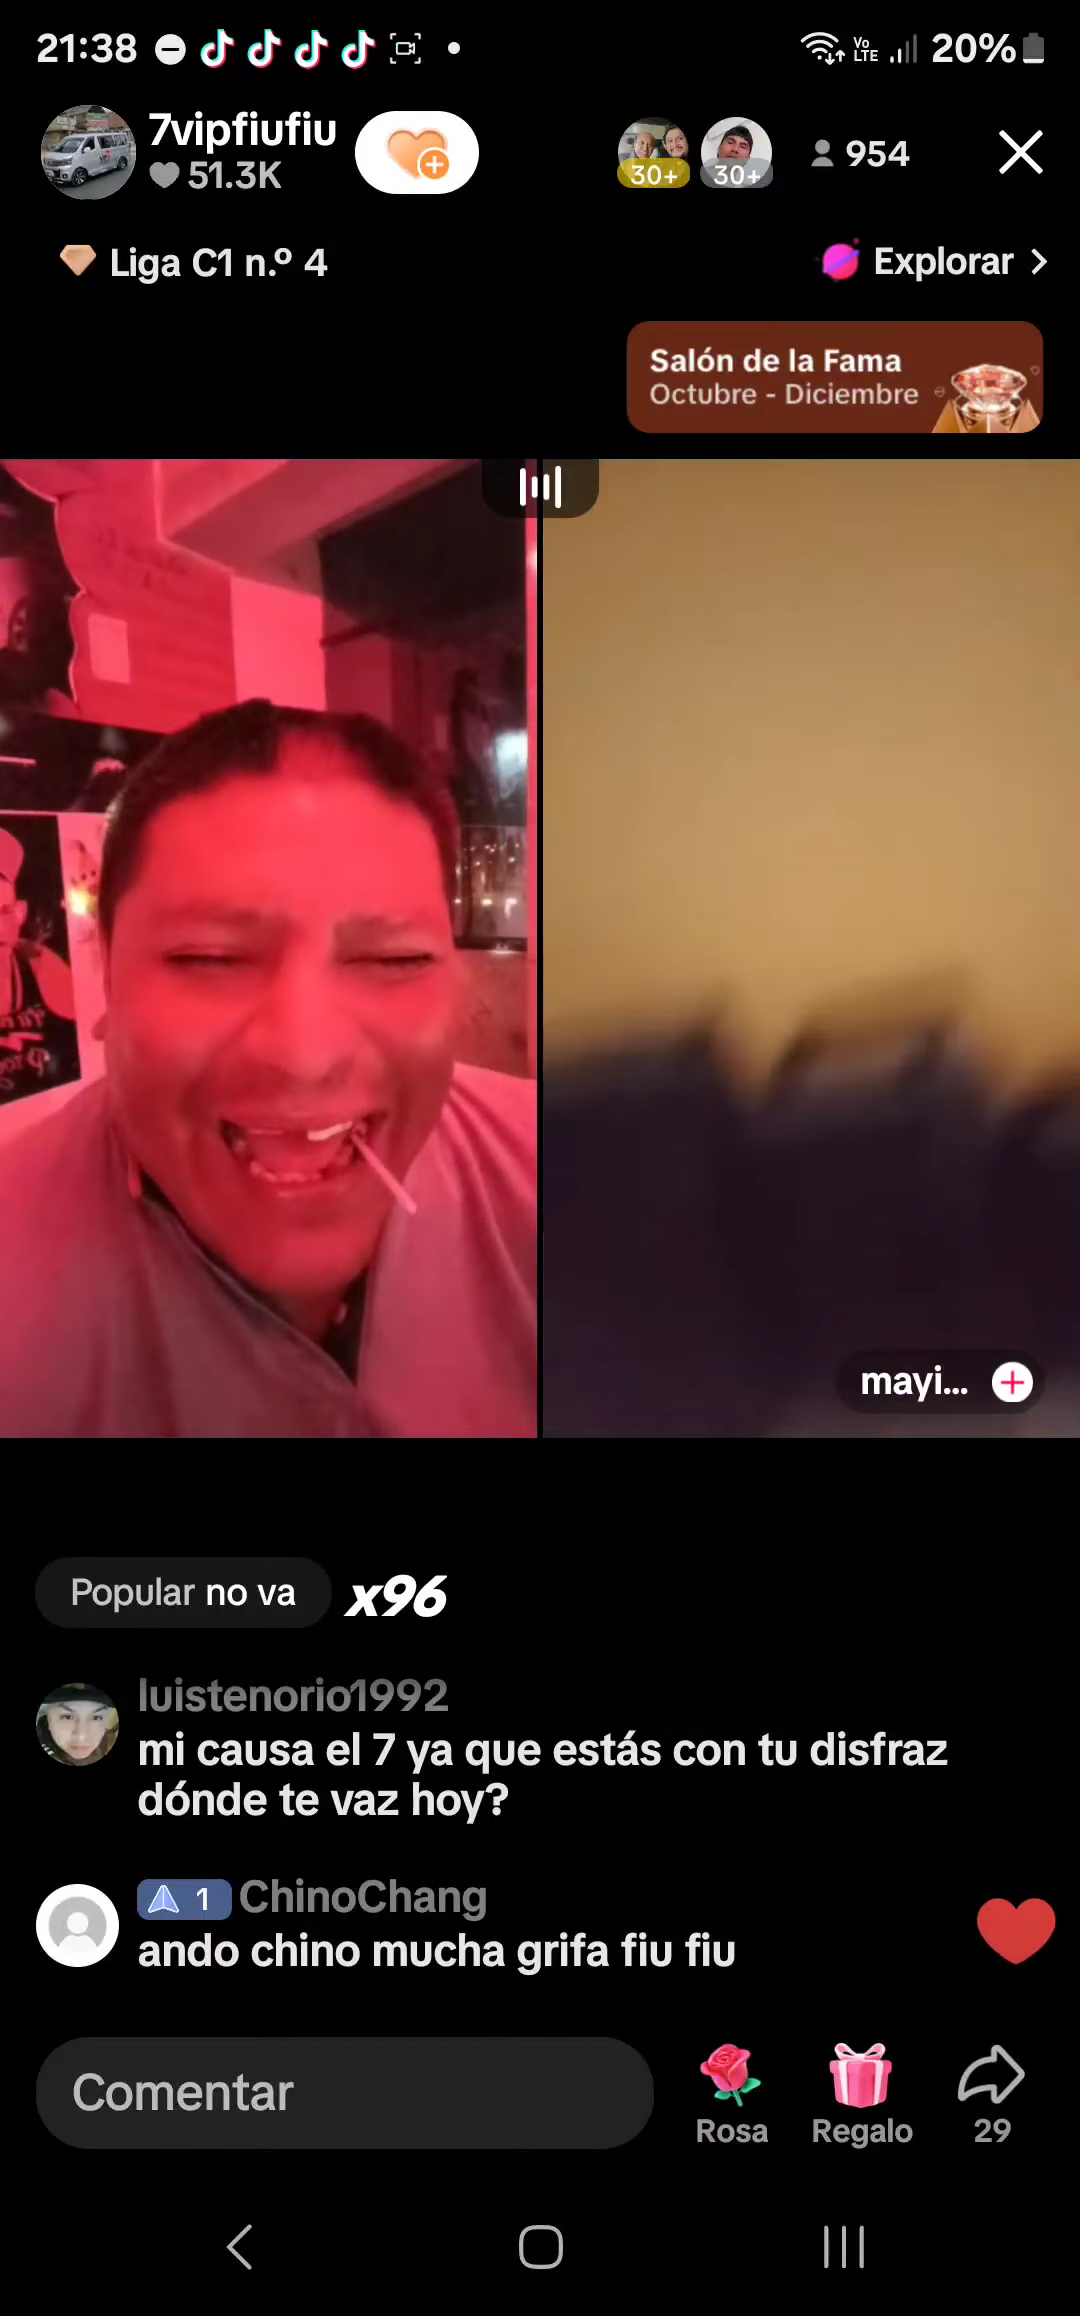 21:38
Vo
LTE
20%
7vipfiufiu
51.3K
30+
30+
954
Liga C1 n.º 4
Explorar
Salón de la Fama
Octubre - Diciembre
mayi...
Popular no va
x96
luistenorio1992
mi causa el 7 ya que estás con tu disfraz
dónde te vaz hoy?
1
ChinoChang
ando chino mucha grifa fiu fiu
Comentar
Rosa
Regalo
29